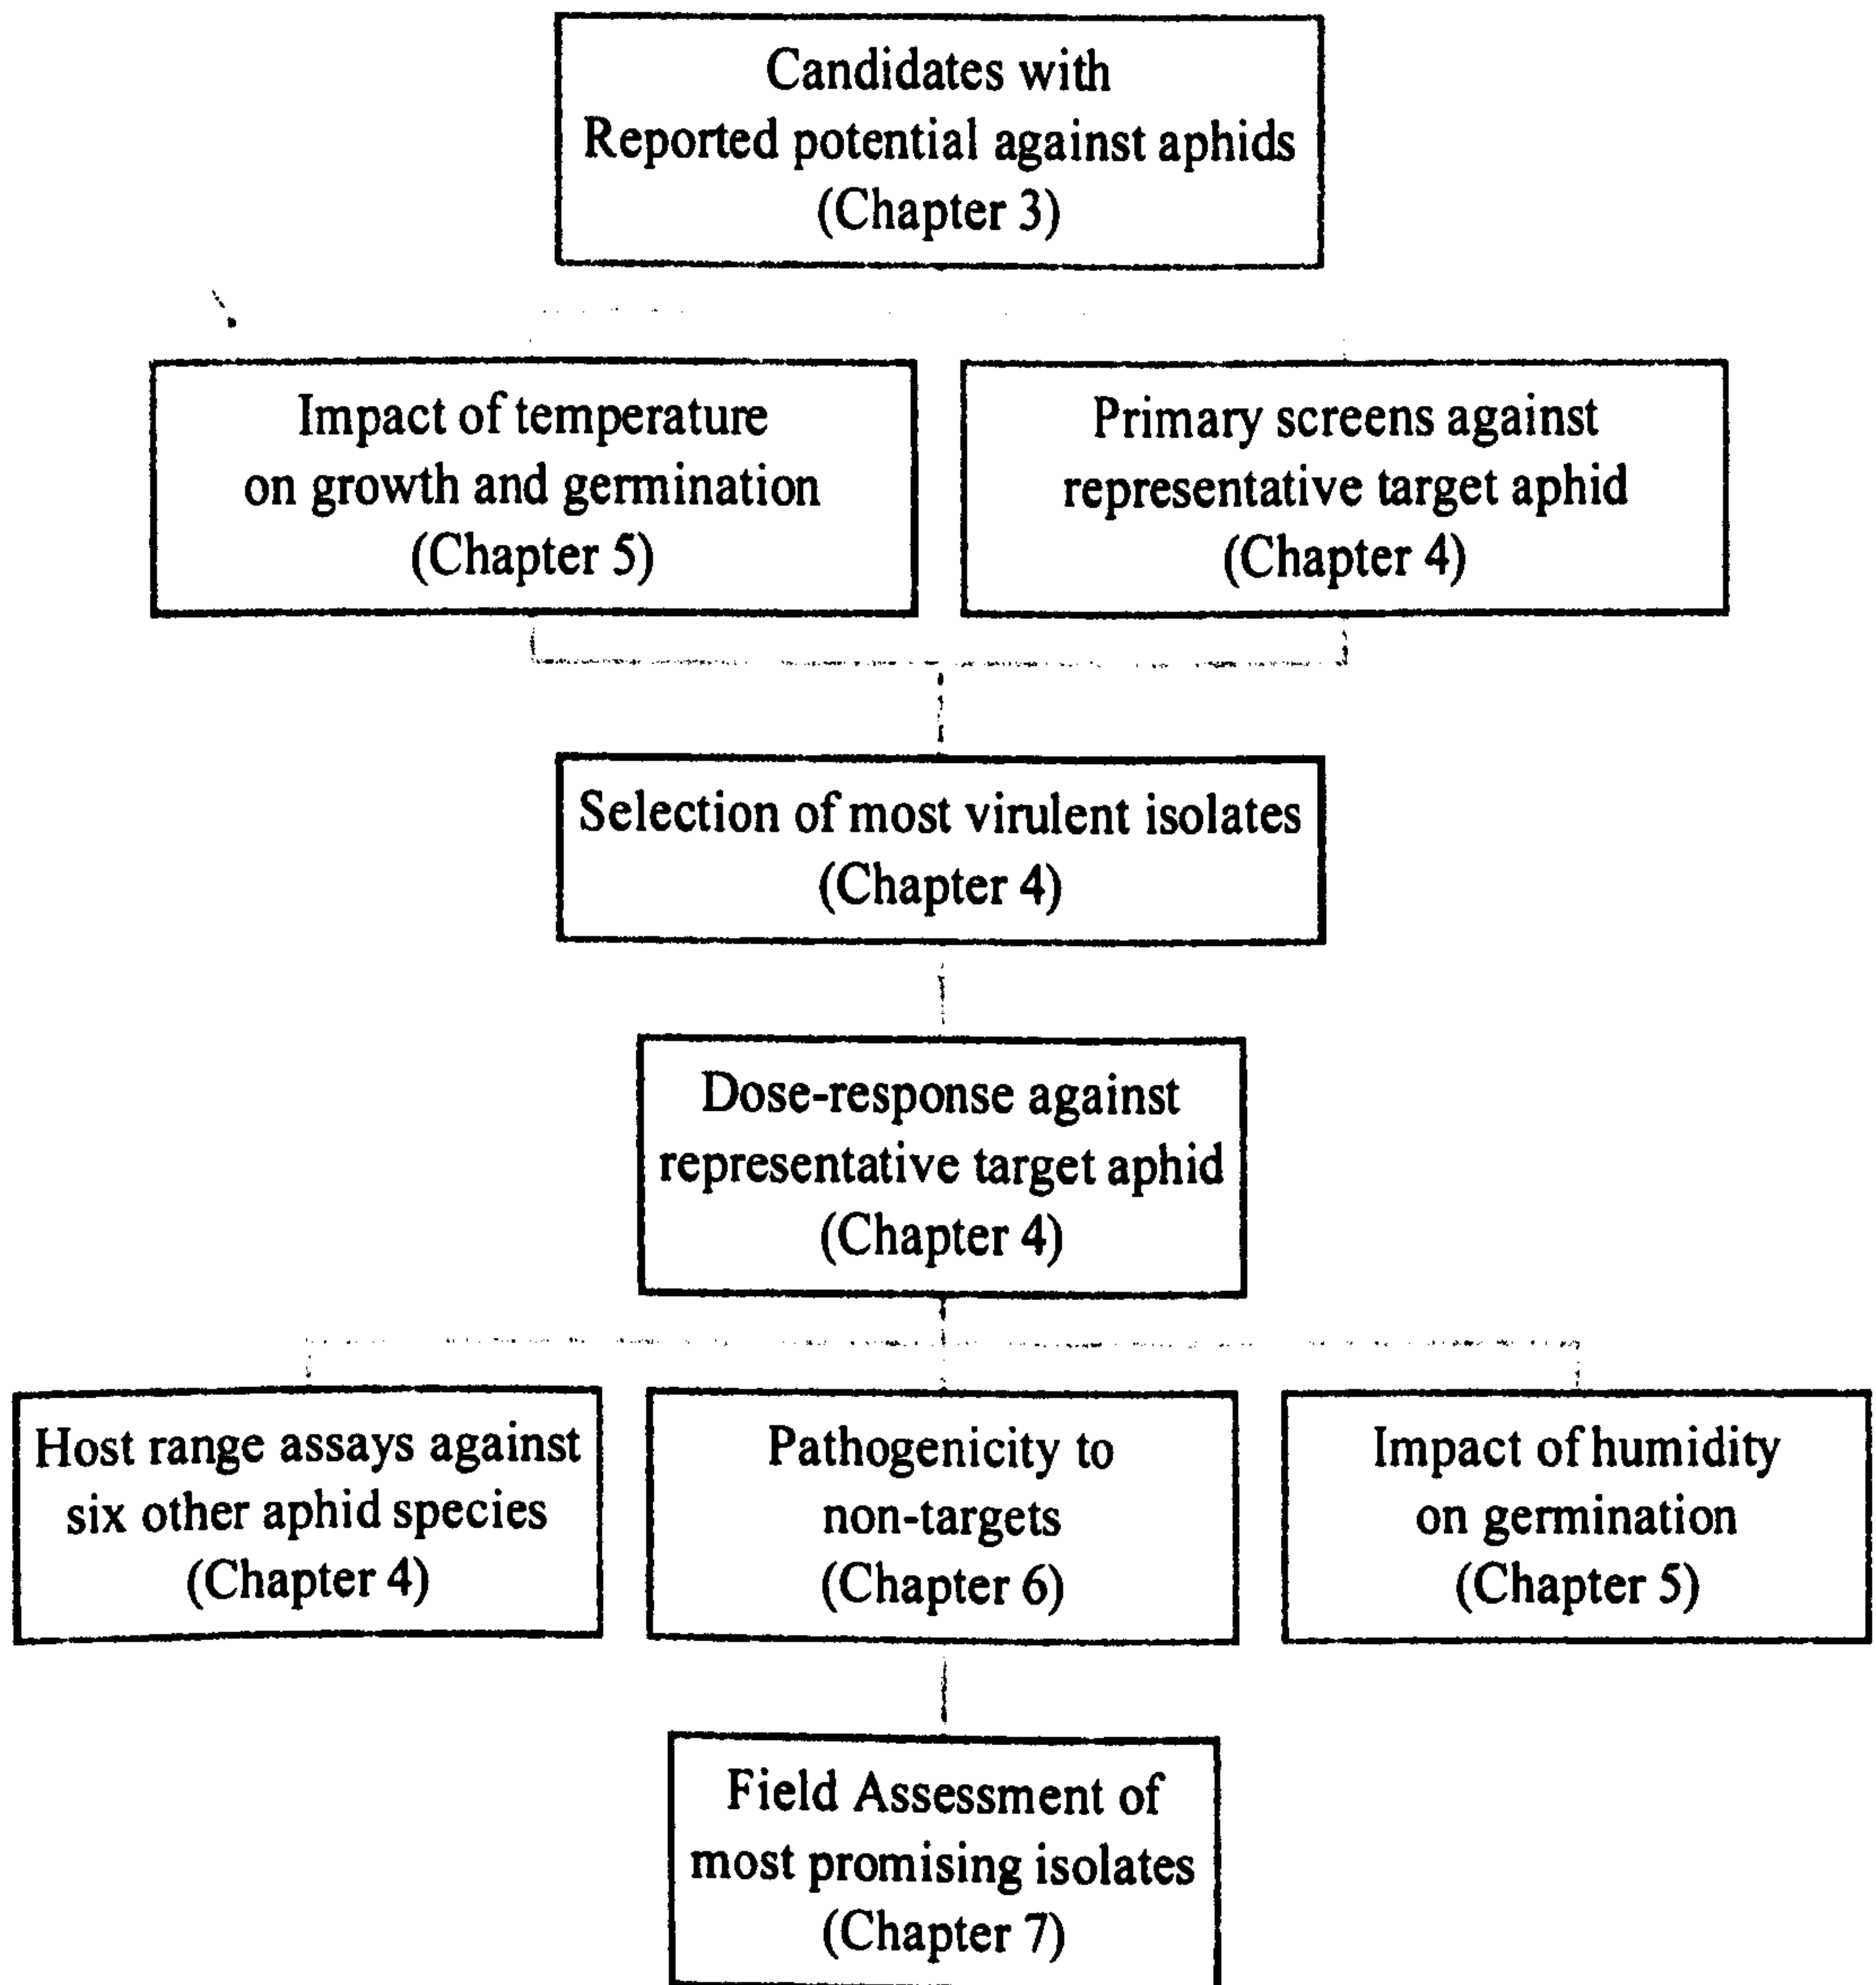 Candidates with
Reported potential against aphids
(Chapter 3)
Impact of temperature
on growth and germination
(Chapter 5)
Primary screens against
representative target aphid
(Chapter 4)
Selection of most virulent isolates
(Chapter 4)
Dose-response against
representative target aphid
(Chapter 4)
Host range assays against
six other aphid species
(Chapter 4)
Pathogenicity to
non-targets
(Chapter 6)
Impact of humidity
on germination
(Chapter 5)
Field Assessment of
most promising isolates
(Chapter 7)